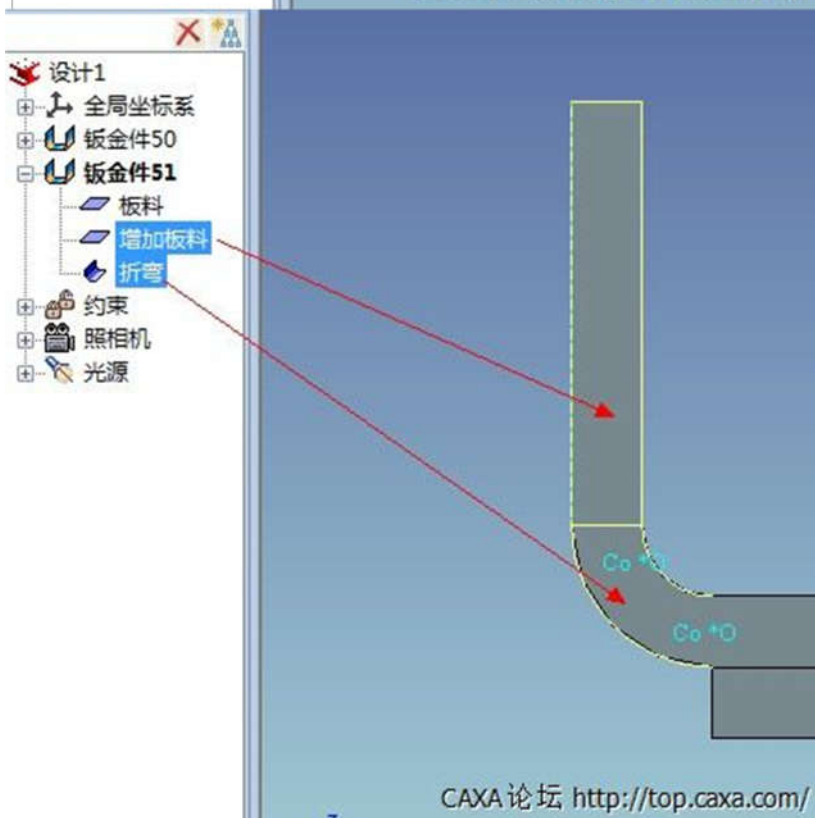 设计1
全局坐标系
钣金件50
钣金件51
板料
增加板料
折弯
约束
照相机
光源
Co *O
Co *O
CAXA论坛 http://top.caxa.com/